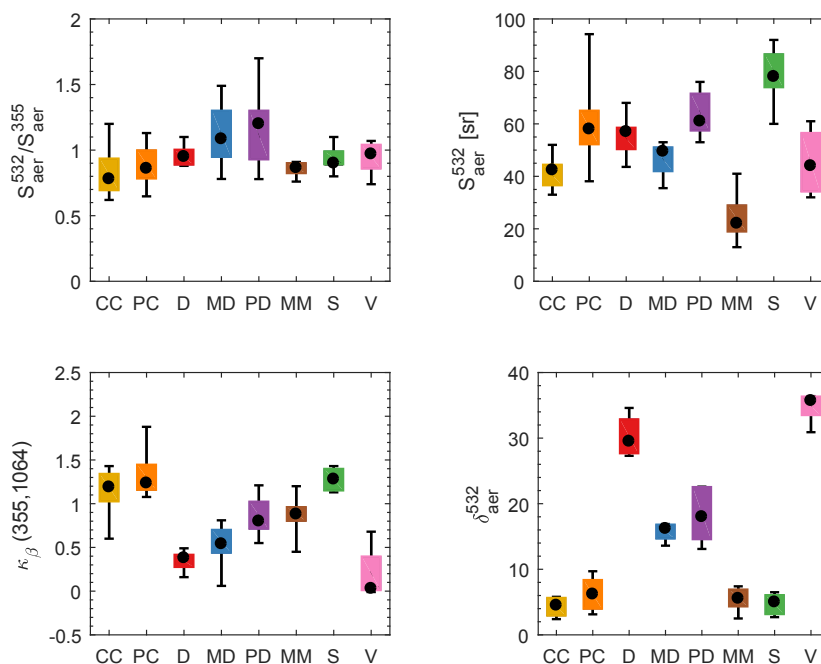 S_aer^532/S_aer^355
2
1.5
1
0.5
0
CC PC D MD PD MM S V
S_aer^532 [sr]
100
80
60
40
20
0
CC PC D MD PD MM S V
κ_β (355,1064)
2.5
2
1.5
1
0.5
0
-0.5
CC PC D MD PD MM S V
δ_aer^532
40
30
20
10
0
CC PC D MD PD MM S V